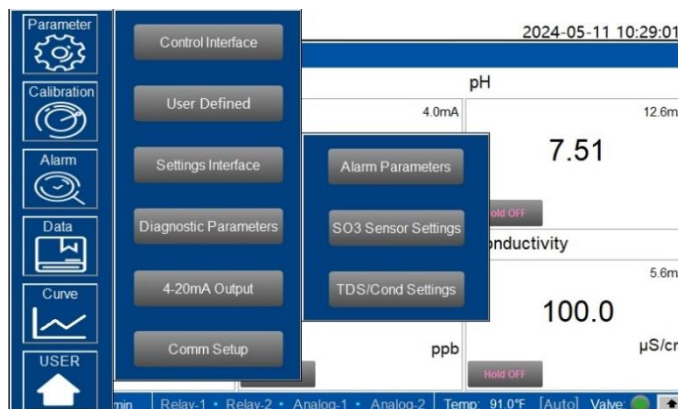 Parameter
Calibration
Alarm
Data
Curve
USER
Control Interface
User Defined
Settings Interface
Diagnostic Parameters
4-20mA Output
Comm Setup
Alarm Parameters
SO3 Sensor Settings
TDS/Cond Settings
2024-05-11 10:29:01
pH
4.0mA
12.6m
7.51
old OFF
onductivity
5.6m
100.0
ppb
µS/cr
Hold OFF
min Relay-1 • Relay-2 • Analog-1 • Analog-2 Temp: 91.0°F [Auto] Valve: